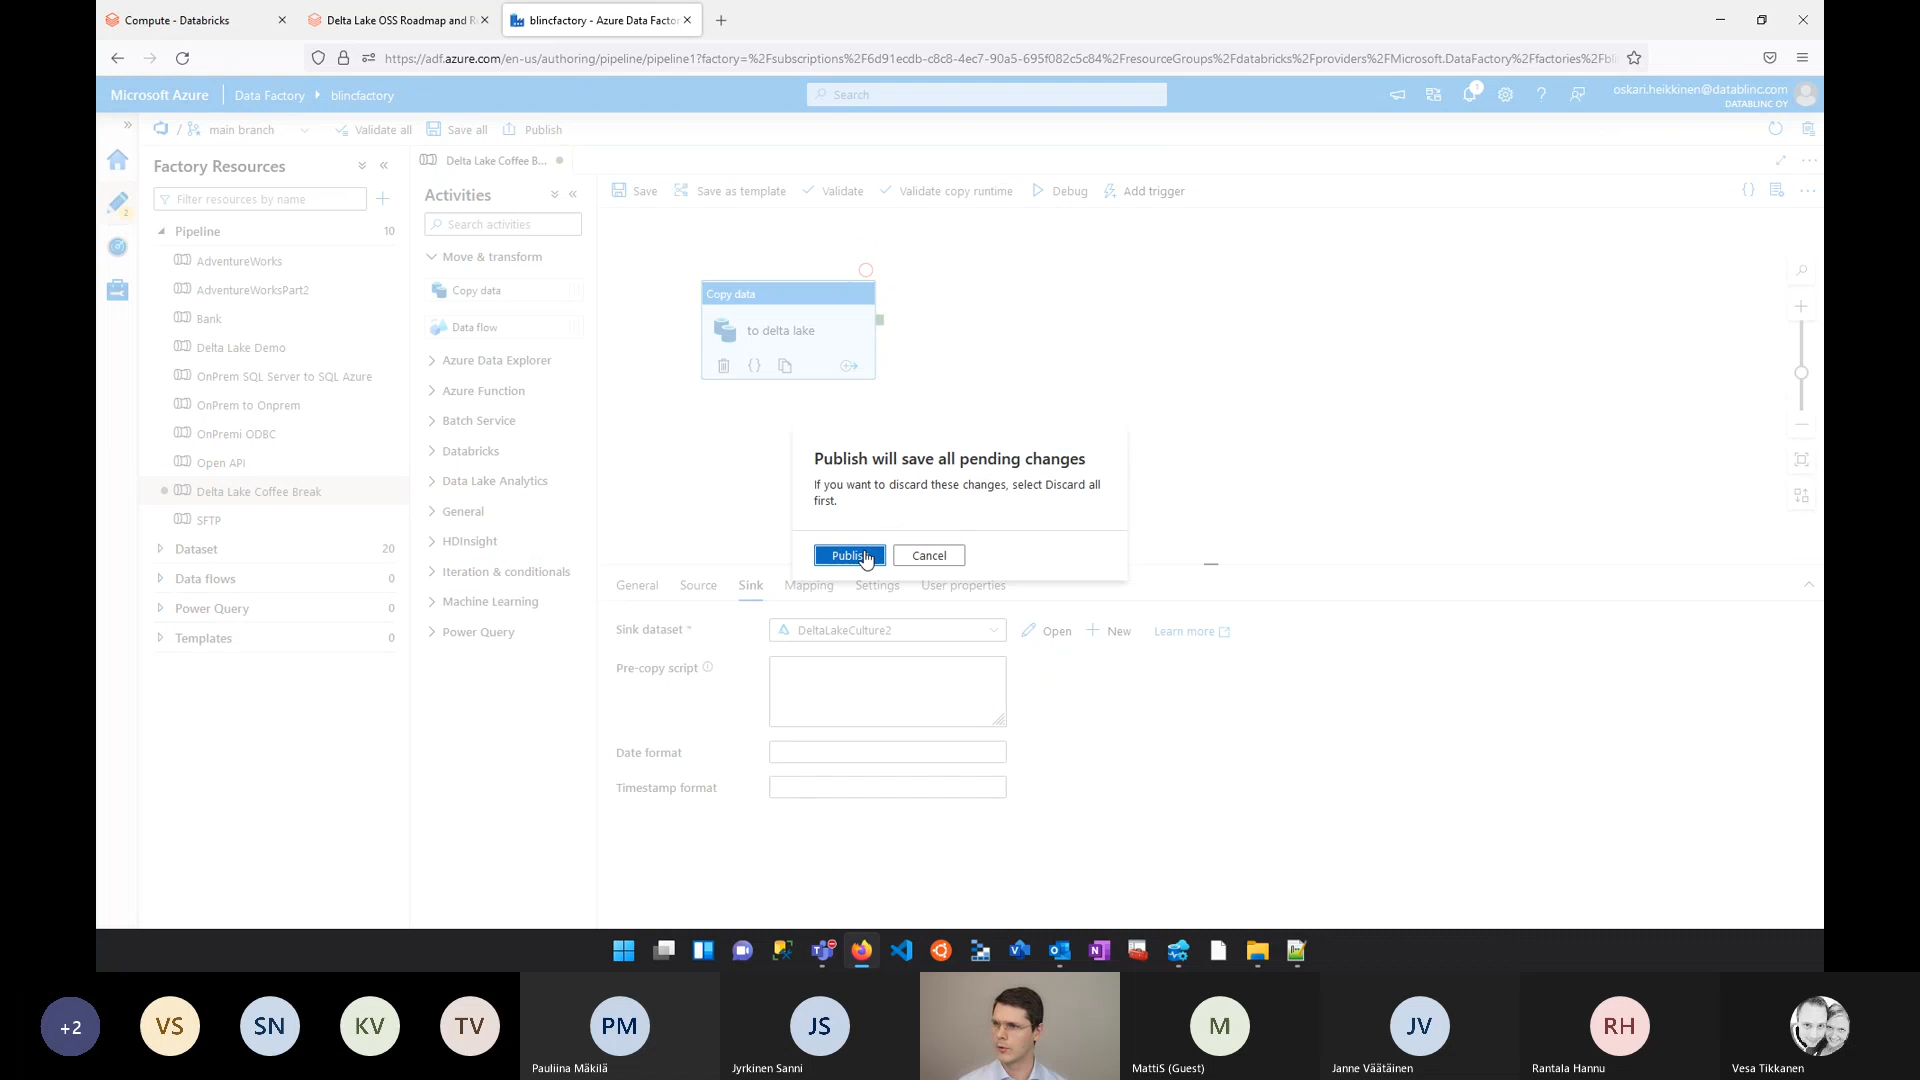 Compute - Databricks
Delta Lake OSS Roadmap and R
blincfactory - Azure Data Factor
https://adf.azure.com/en-us/authoring/pipeline/pipeline1?factory=%2Fsubscriptions%2F6d91ecdb-c8c8-4ec7-90a5-695f082c5c84%2FresourceGroups%2Fdatabricks%2Fproviders%2FMicrosoft.DataFactory%2Ffactories%2Fbli
Microsoft Azure
Data Factory
blincfactory
Search
1
oskari.heikkinen@datablinc.com
DATABLINC OY
/
main branch
Validate all
Save all
Publish
Factory Resources
Filter resources by name
2
Pipeline 10
AdventureWorks
AdventureWorksPart2
Bank
Delta Lake Demo
OnPrem SQL Server to SQL Azure
OnPrem to Onprem
OnPremi ODBC
Open API
Delta Lake Coffee Break
SFTP
Dataset 20
Data flows 0
Power Query 0
Templates 0
Delta Lake Coffee B...
Activities
Search activities
Move & transform
Copy data
Data flow
Azure Data Explorer
Azure Function
Batch Service
Databricks
Data Lake Analytics
General
HDInsight
Iteration & conditionals
Machine Learning
Power Query
Save
Save as template
Validate
Validate copy runtime
Debug
Add trigger
Copy data
to delta lake
Publish will save all pending changes
If you want to discard these changes, select Discard all
first.
Publish
Cancel
General
Source
Sink
Mapping
Settings
User properties
Sink dataset *
DeltaLakeCulture2
Open
New
Learn more
Pre-copy script
Date format
Timestamp format
+2
VS
SN
KV
TV
PM
Pauliina Mäkilä
JS
Jyrkinen Sanni
M
MattiS (Guest)
JV
Janne Väätäinen
RH
Rantala Hannu
Vesa Tikkanen